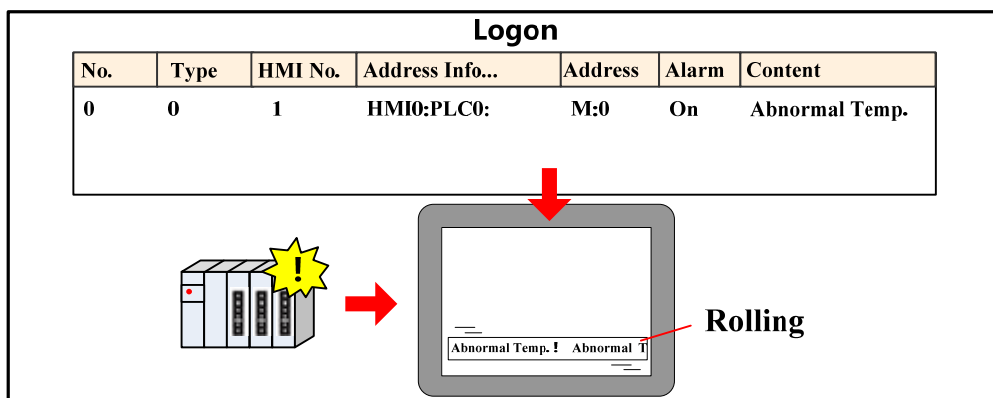 Logon
No. Type HMI No. Address Info... Address Alarm Content
0 0 1 HMI0:PLC0: M:0 On Abnormal Temp.
!
Rolling
Abnormal Temp. ! Abnormal T